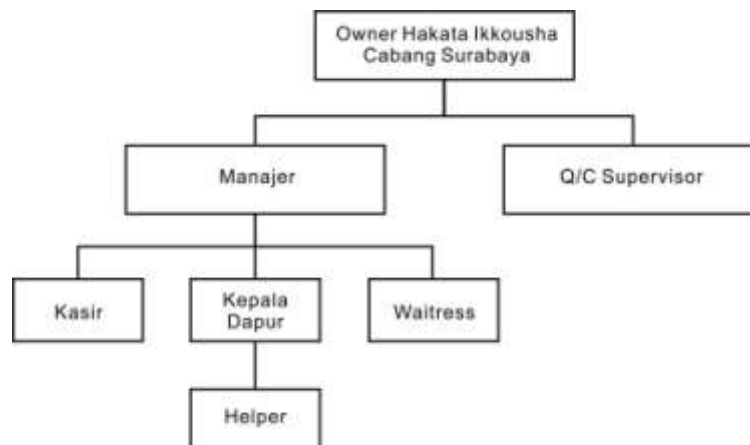 Owner Hakata Ikkousha
Cabang Surabaya
Manajer
Q/C Supervisor
Kasir
Kepala
Dapur
Waitress
Helper